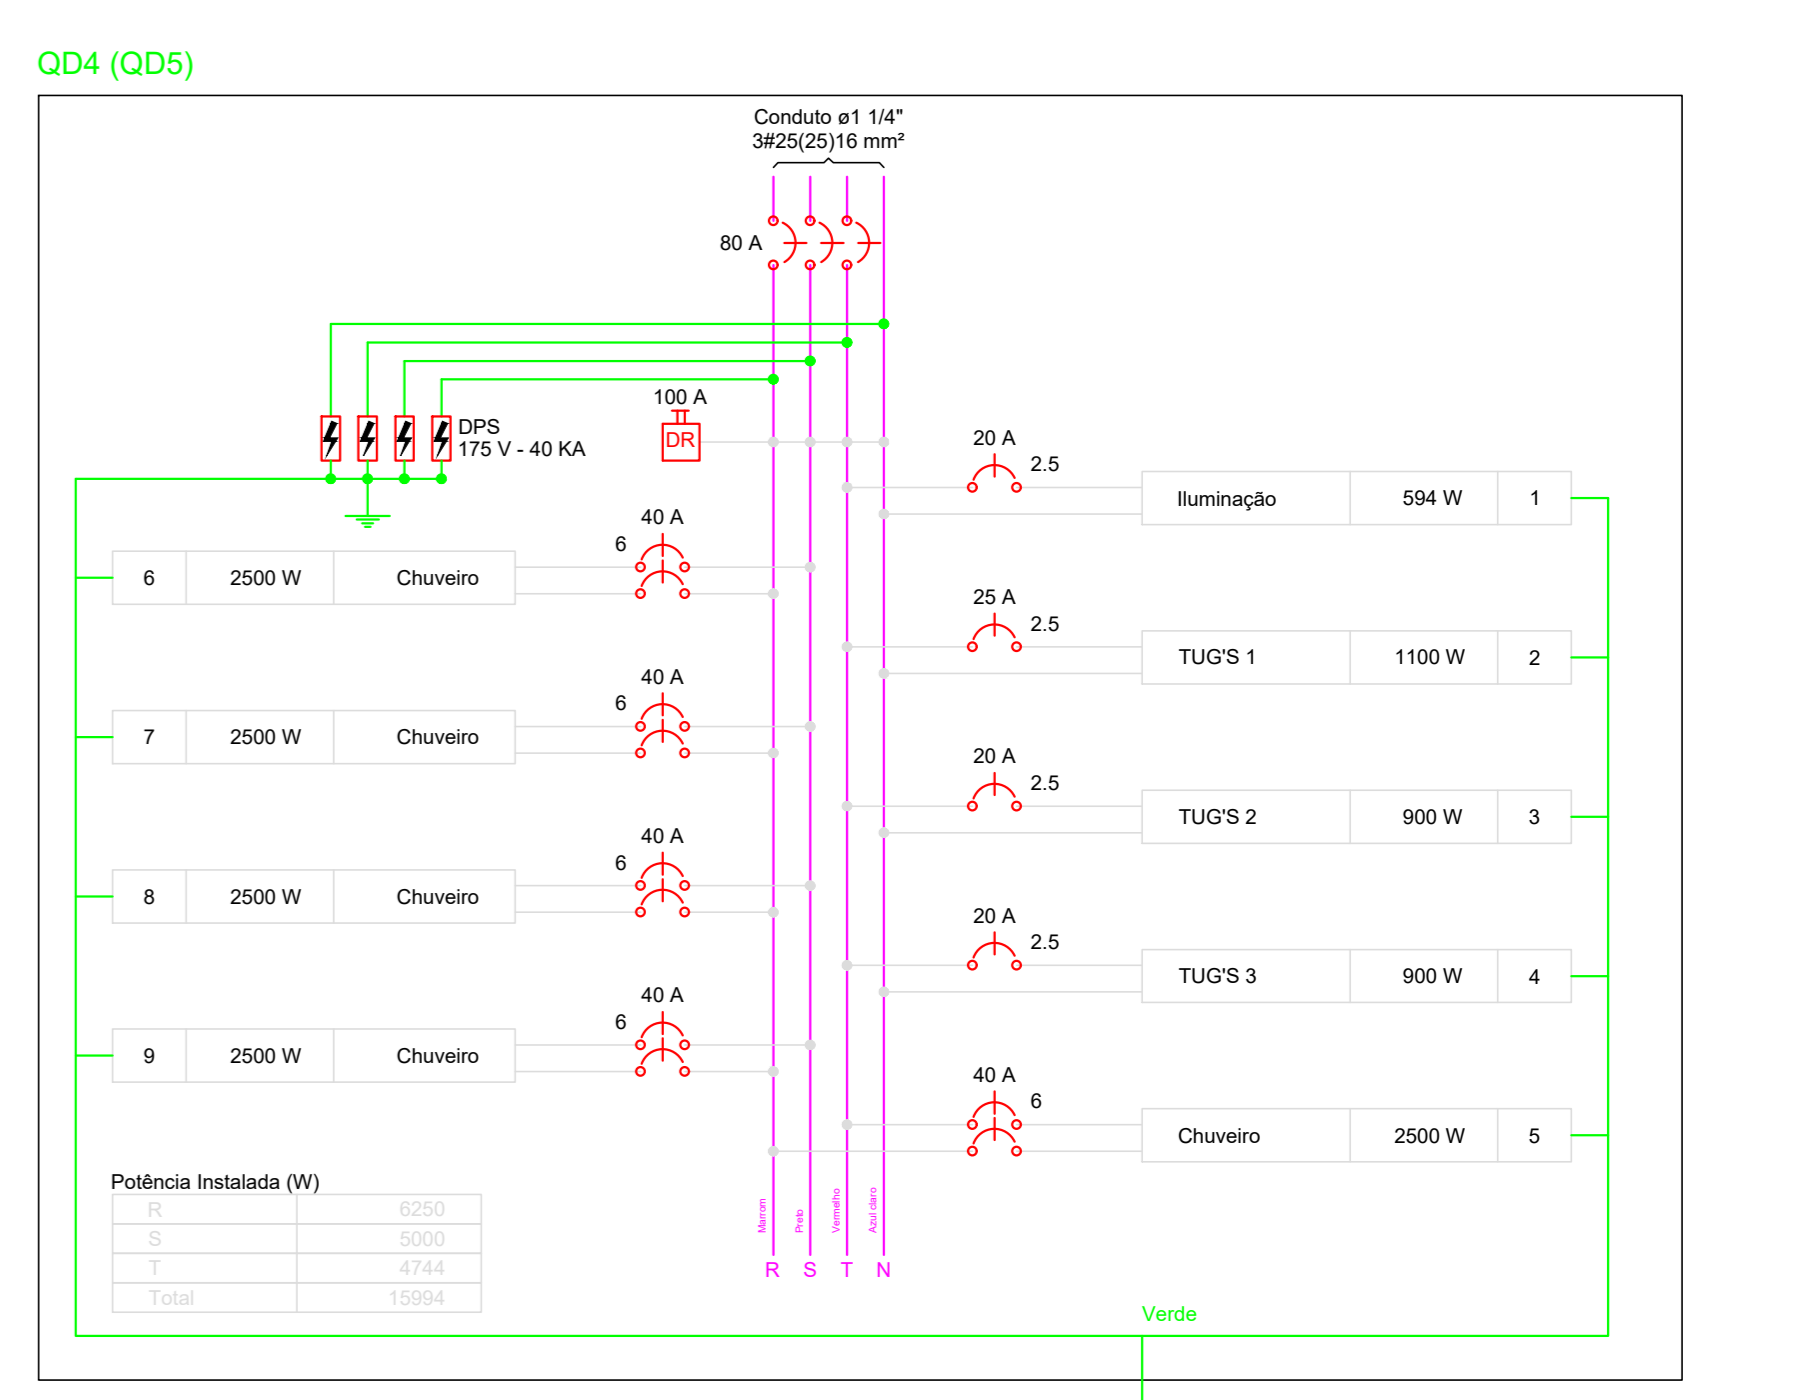 QD4 (QD5)
Conduto ø1 1/4"
3#25(25)16 mm²
80 A
100 A
DR
DPS
175 V - 40 KA
20 A
2.5
Iluminação 594 W 1
40 A
6
6 2500 W Chuveiro
25 A
2.5
TUG'S 1 1100 W 2
40 A
6
7 2500 W Chuveiro
20 A
2.5
TUG'S 2 900 W 3
40 A
6
8 2500 W Chuveiro
20 A
2.5
TUG'S 3 900 W 4
40 A
6
9 2500 W Chuveiro
40 A
6
Chuveiro 2500 W 5
Potência Instalada (W)
R 6250
S 5000
T 4744
Total 15994
Marrom
Preto
Vermelho
Azul claro
R S T N
Verde